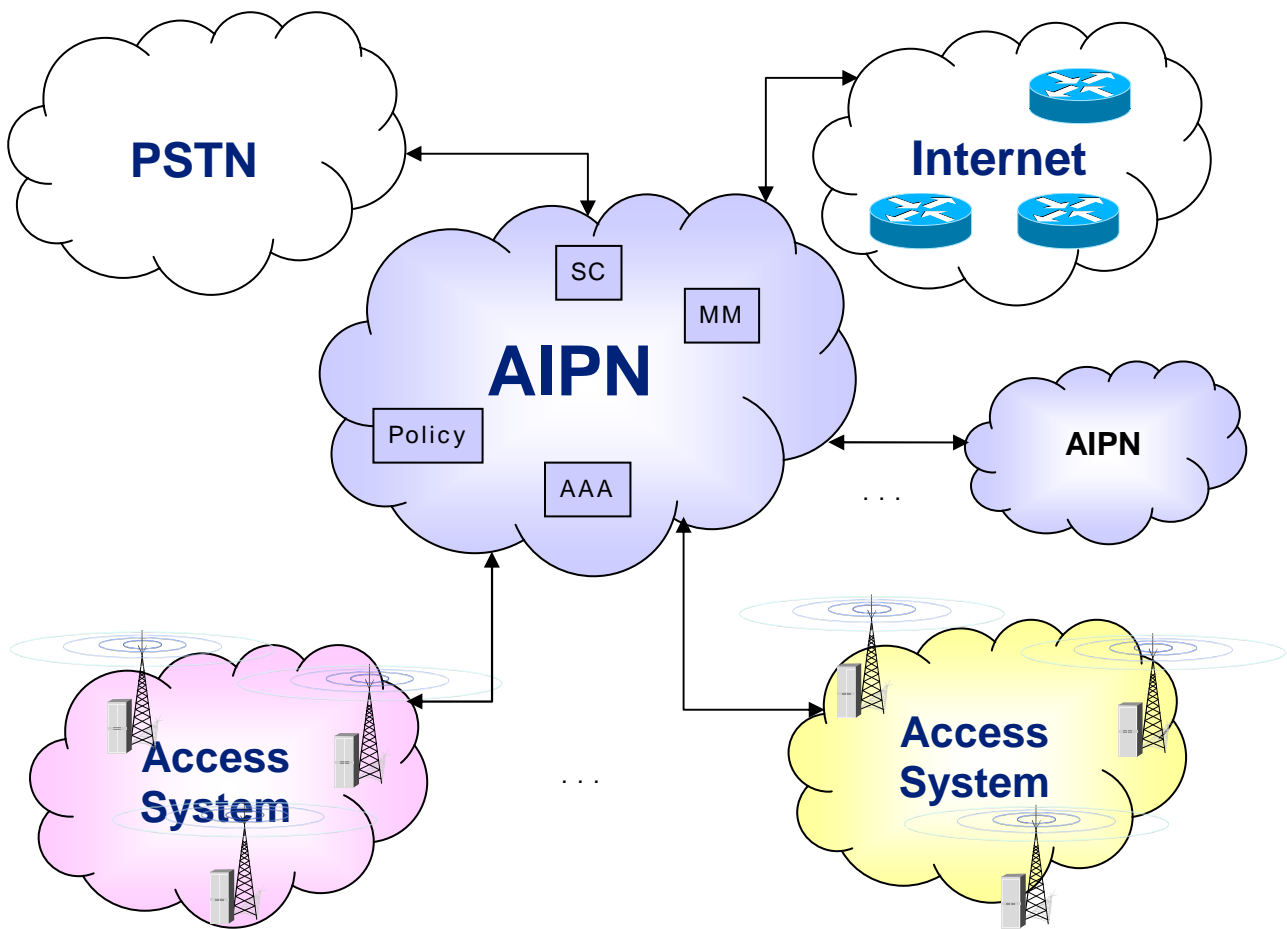 PSTN
Internet
SC
MM
AIPN
Policy
AAA
AIPN
. . .
Access
System
. . .
Access
System